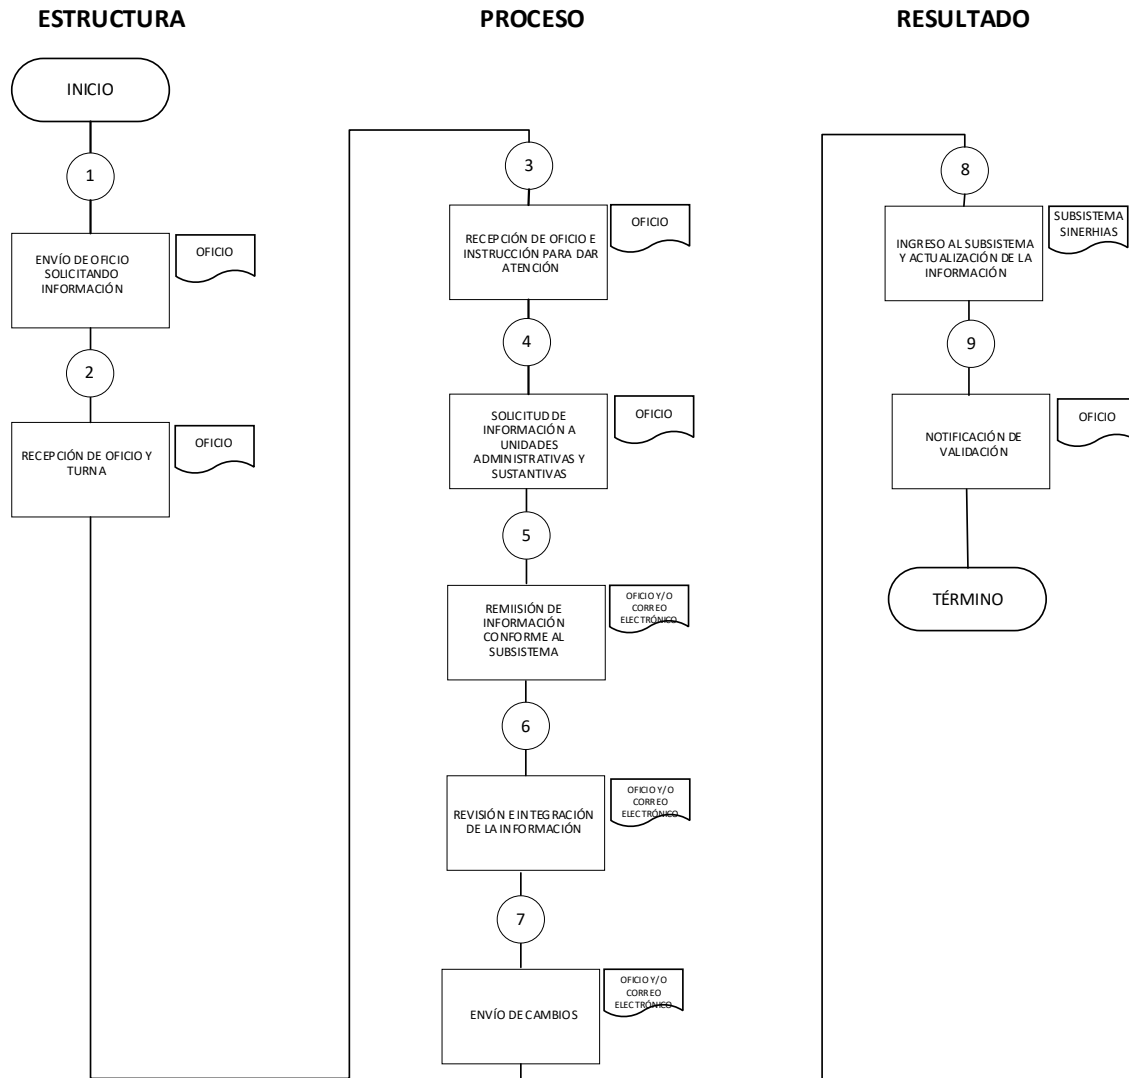 ESTRUCTURA
INICIO
1
ENVÍO DE OFICIO
SOLICITANDO
INFORMACIÓN
OFICIO
2
RECEPCIÓN DE OFICIO Y
TURNA
OFICIO
PROCESO
3
RECEPCIÓN DE OFICIO E
INSTRUCCIÓN PARA DAR
ATENCIÓN
OFICIO
4
SOLICITUD DE
INFORMACIÓN A
UNIDADES
ADMINISTRATIVAS Y
SUSTANTIVAS
OFICIO
5
REMIISIÓN DE
INFORMACIÓN
CONFORME AL
SUBSISTEMA
OFICIO Y/O
CORREO
ELECTRÓNICO
6
REVISIÓN E INTEGRACIÓN
DE LA INFORMACIÓN
OFICIO Y/O
CORREO
ELECTRÓNICO
7
ENVÍO DE CAMBIOS
OFICIO Y/O
CORREO
ELECTRÓNICO
RESULTADO
8
INGRESO AL SUBSISTEMA
Y ACTUALIZACIÓN DE LA
INFORMACIÓN
SUBSISTEMA
SINERHIAS
9
NOTIFICACIÓN DE
VALIDACIÓN
OFICIO
TÉRMINO